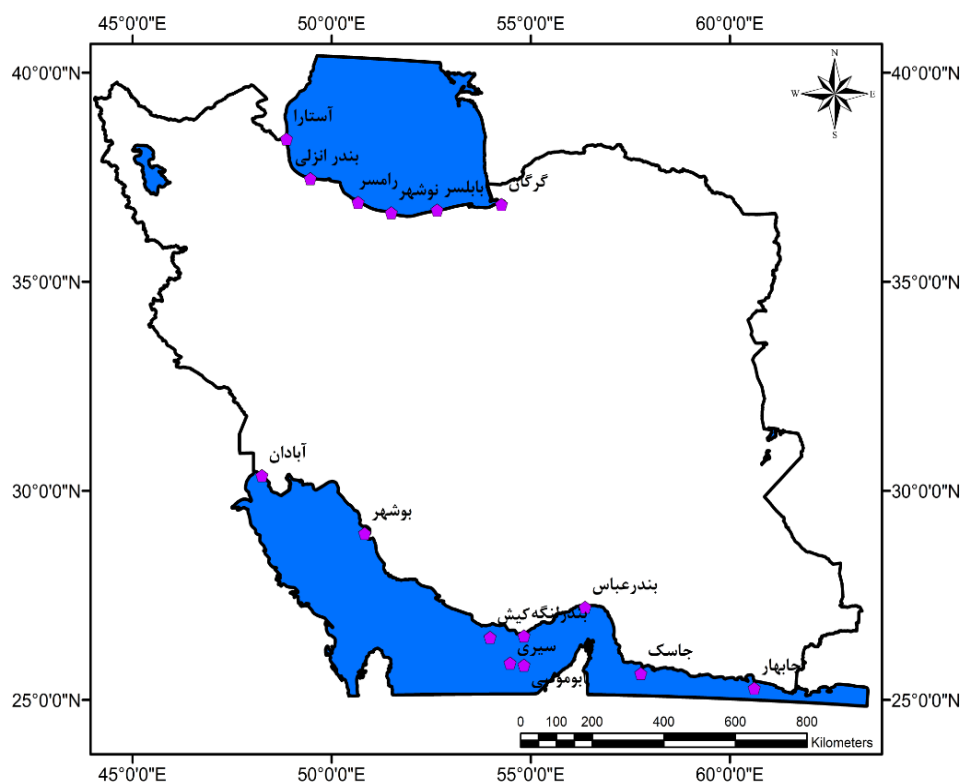 45°0'0"E 50°0'0"E 55°0'0"E 60°0'0"E
40°0'0"N 40°0'0"N
N
W E
S
آستارا
بندر انزلی
رامسر نوشهر بابلسر گرگان
35°0'0"N 35°0'0"N
آبادان
30°0'0"N 30°0'0"N
بوشهر
بندرعباس
کیش بندرلنگه
سیری
جاسک
چابهار
ابوموسی
25°0'0"N 25°0'0"N
0 100 200 400 600 800
Kilometers
45°0'0"E 50°0'0"E 55°0'0"E 60°0'0"E